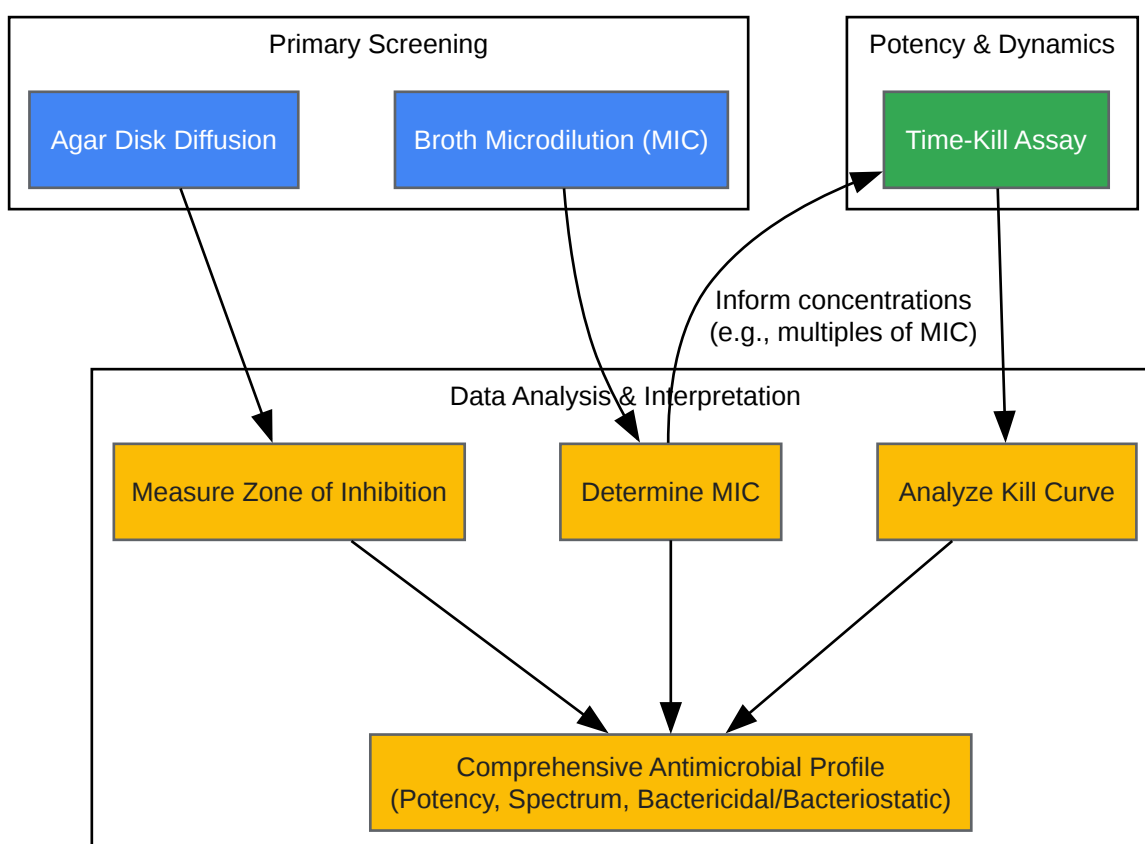 Primary Screening
Potency & Dynamics
Agar Disk Diffusion
Broth Microdilution (MIC)
Time-Kill Assay
Inform concentrations
(e.g., multiples of MIC)
Data Analysis & Interpretation
Measure Zone of Inhibition
Determine MIC
Analyze Kill Curve
Comprehensive Antimicrobial Profile
(Potency, Spectrum, Bactericidal/Bacteriostatic)